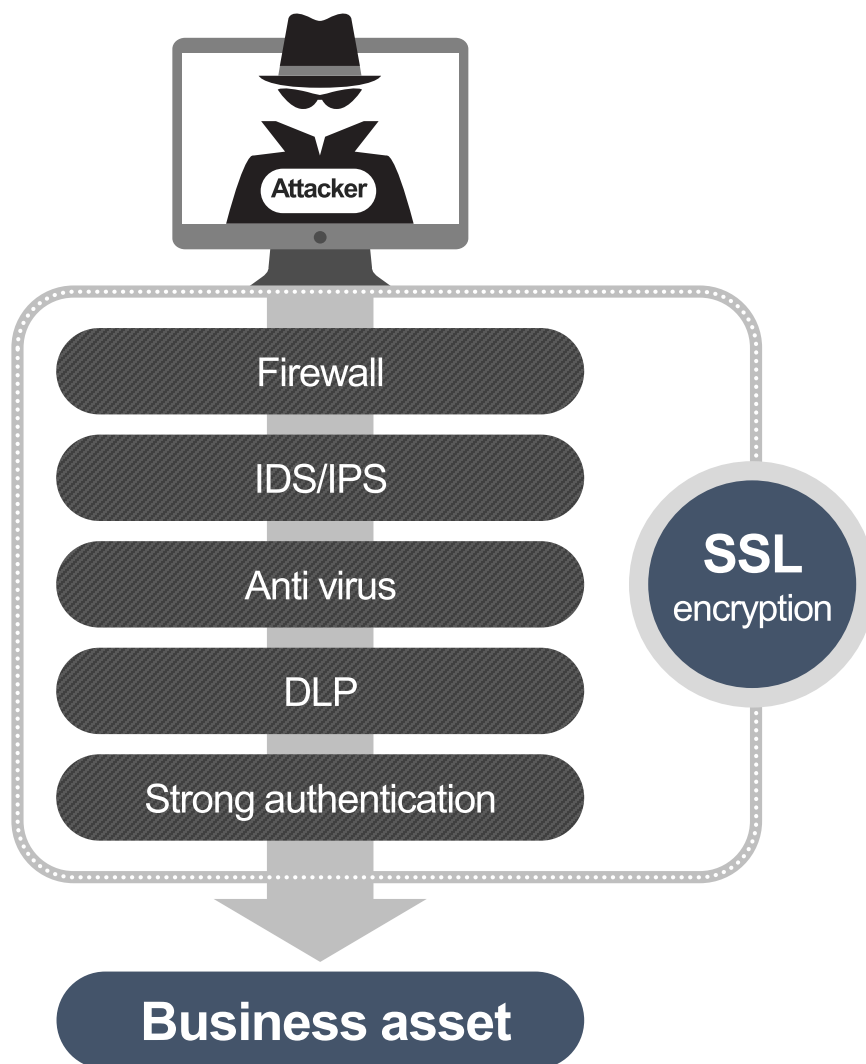 Attacker
Firewall
IDS/IPS
Anti virus
DLP
Strong authentication
SSL
encryption
Business asset